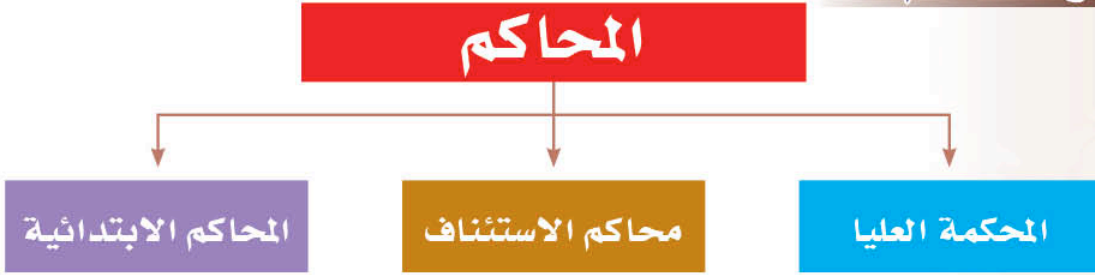 المحاكم
المحكمة العليا
محاكم الاستئناف
المحاكم الابتدائية